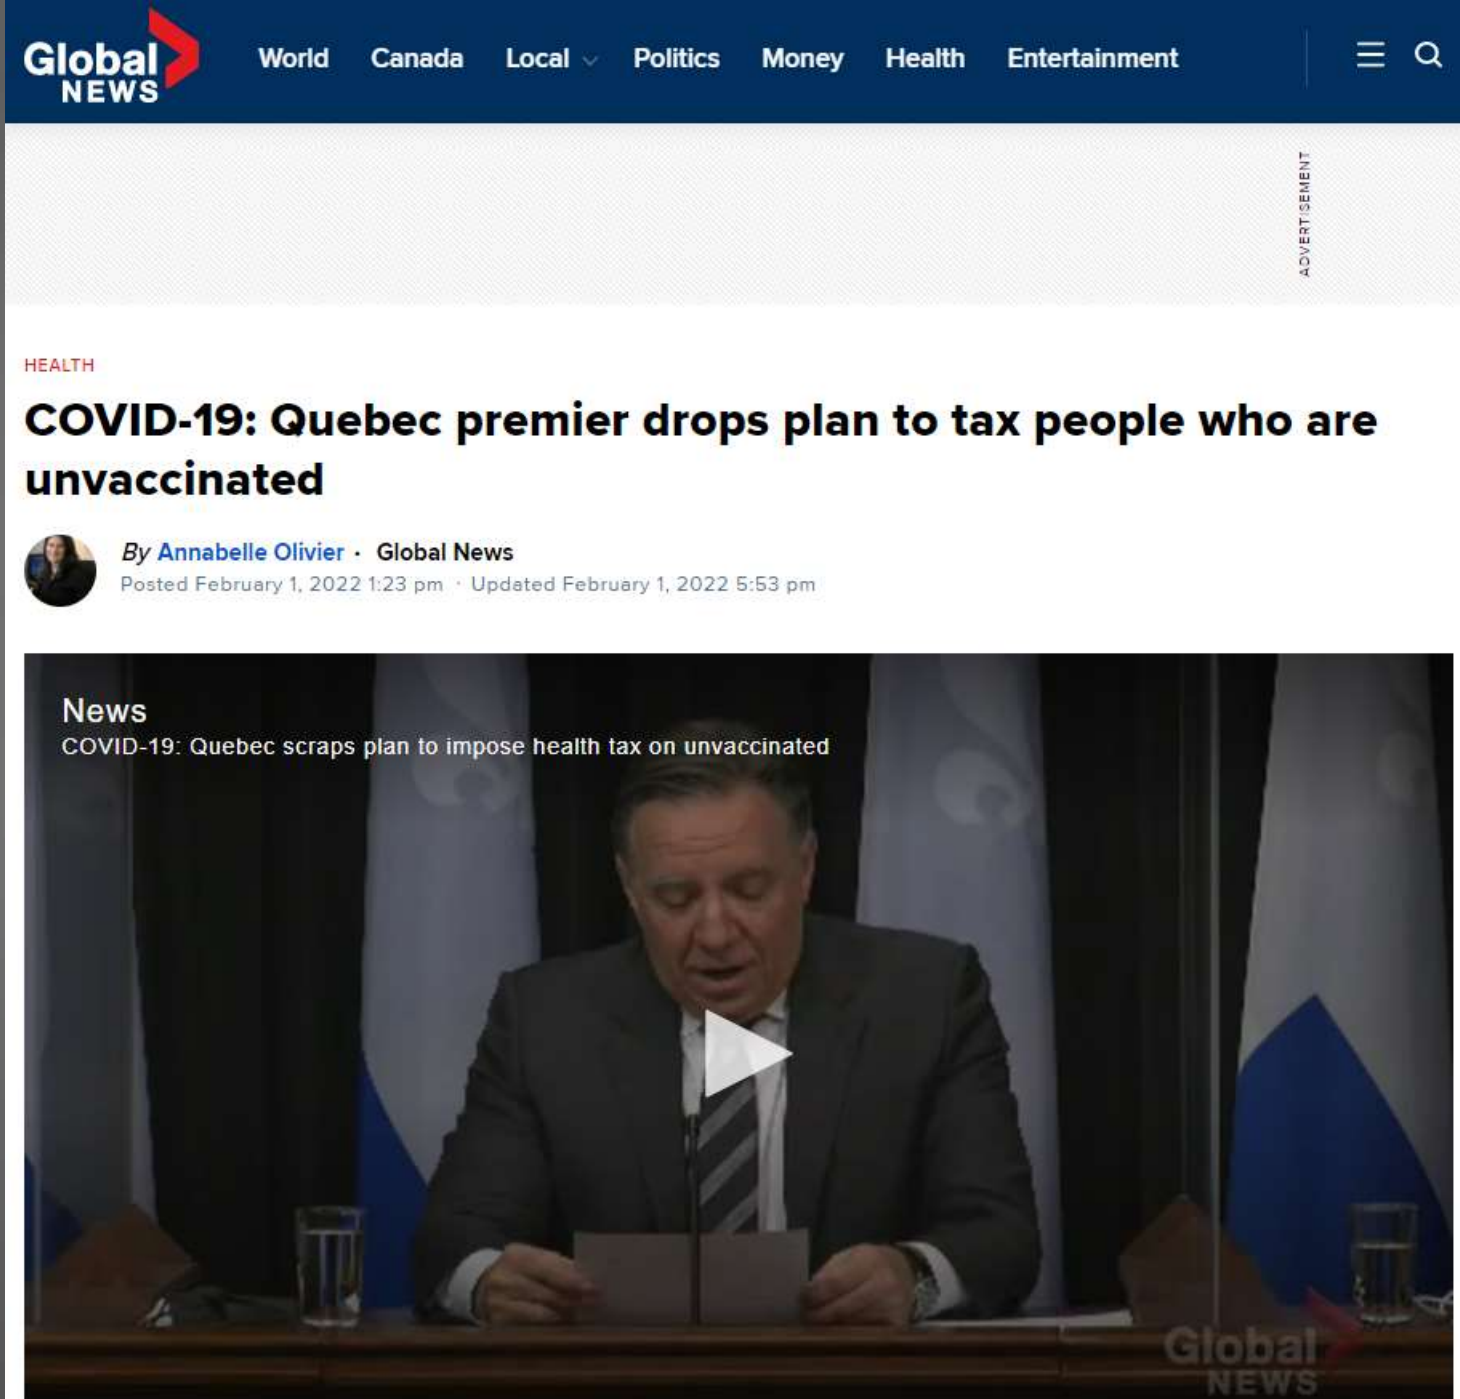 Global
NEWS
World Canada Local Politics Money Health Entertainment
ADVERTISEMENT
HEALTH
COVID-19: Quebec premier drops plan to tax people who are
unvaccinated
By Annabelle Olivier · Global News
Posted February 1, 2022 1:23 pm · Updated February 1, 2022 5:53 pm
News
COVID-19: Quebec scraps plan to impose health tax on unvaccinated
Global
NEWS